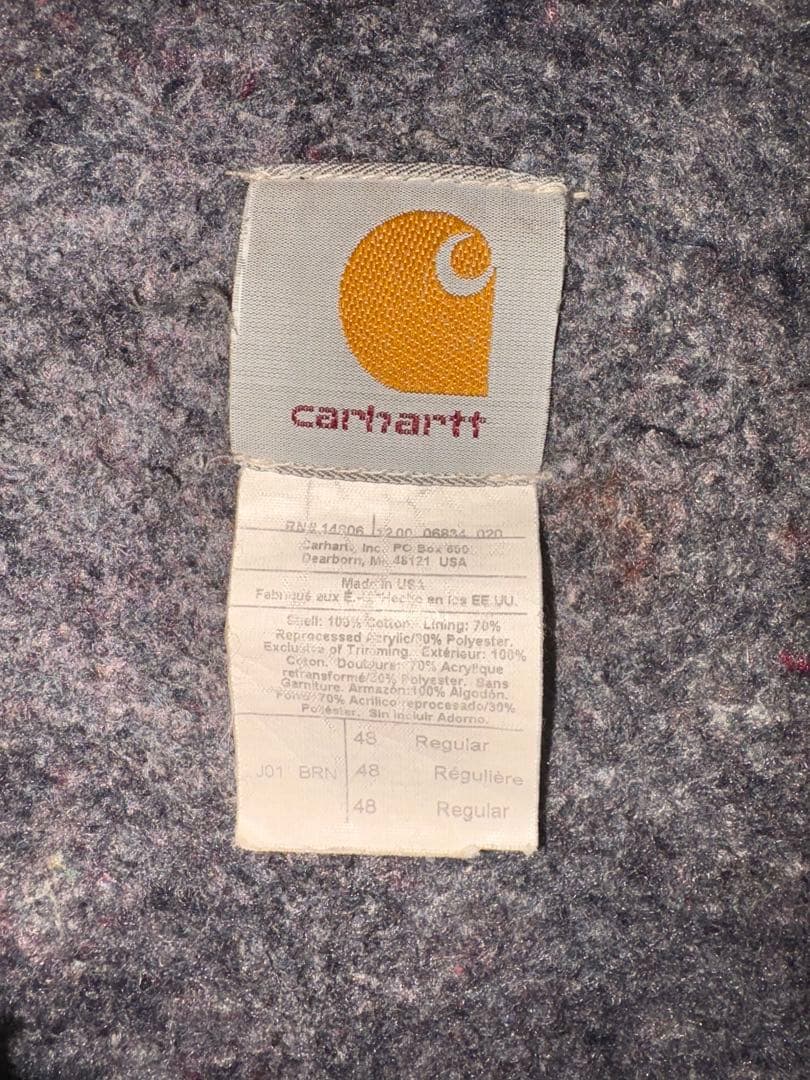 carhartt
RN# 14806 12.00 06834 020
Carhartt, Inc. PO Box 600
Dearborn, MI 48121 USA
Made in USA
Fabriqué aux É.-U. Hecho en los EE UU.
Shell: 100% Cotton. Lining: 70%
Reprocessed Acrylic/30% Polyester.
Exclusive of Trimming. Extérieur: 100%
Coton. Doublure: 70% Acrylique
retransformé/30% Polyester. Sans
Garniture. Armazón:100% Algodón.
Forro: 70% Acrilico reprocesado/30%
Poliéster. Sin incluir Adorno.
48 Regular
J01 BRN 48 Régulière
48 Regular